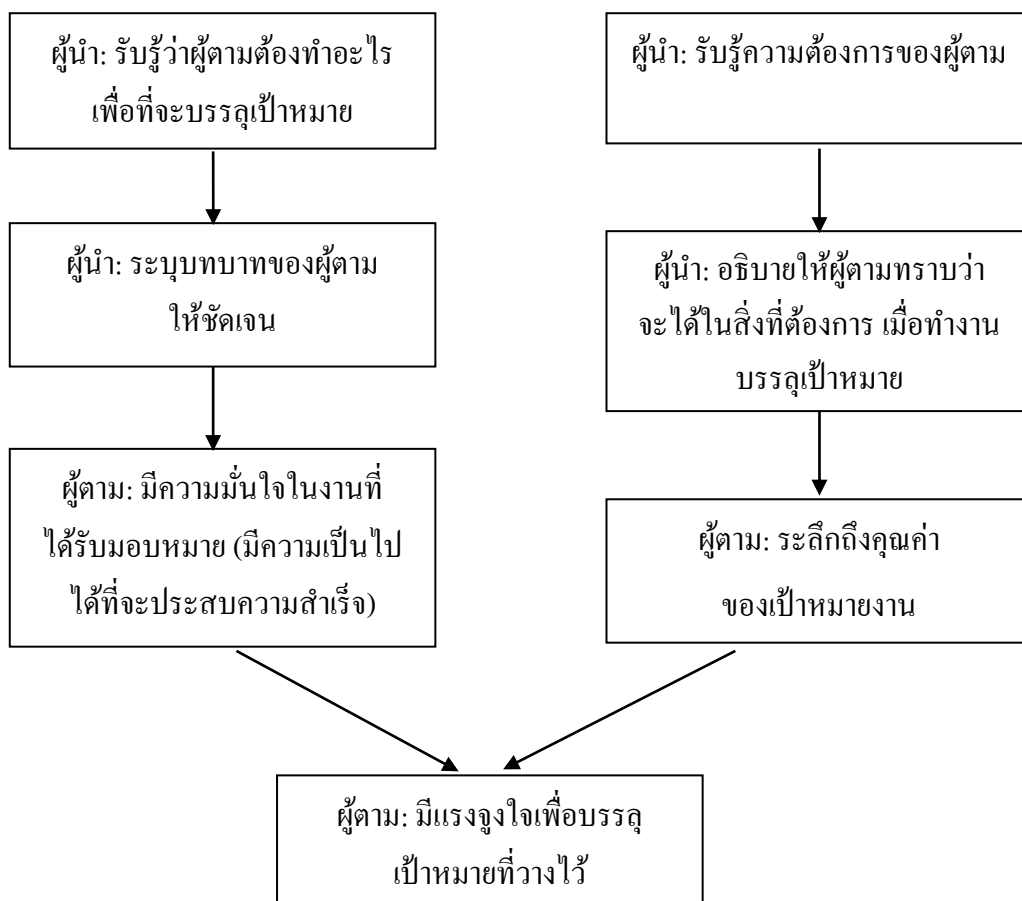 ผู้นำ: รับรู้ว่าผู้ตามต้องทำอะไร
เพื่อที่จะบรรลุเป้าหมาย
ผู้นำ: ระบุบทบาทของผู้ตาม
ให้ชัดเจน
ผู้ตาม: มีความมั่นใจในงานที่
ได้รับมอบหมาย (มีความเป็นไป
ได้ที่จะประสบความสำเร็จ)
ผู้นำ: รับรู้ความต้องการของผู้ตาม
ผู้นำ: อธิบายให้ผู้ตามทราบว่า
จะได้ในสิ่งที่ต้องการ เมื่อทำงาน
บรรลุเป้าหมาย
ผู้ตาม: ระลึกถึงคุณค่า
ของเป้าหมายงาน
ผู้ตาม: มีแรงจูงใจเพื่อบรรลุ
เป้าหมายที่วางไว้